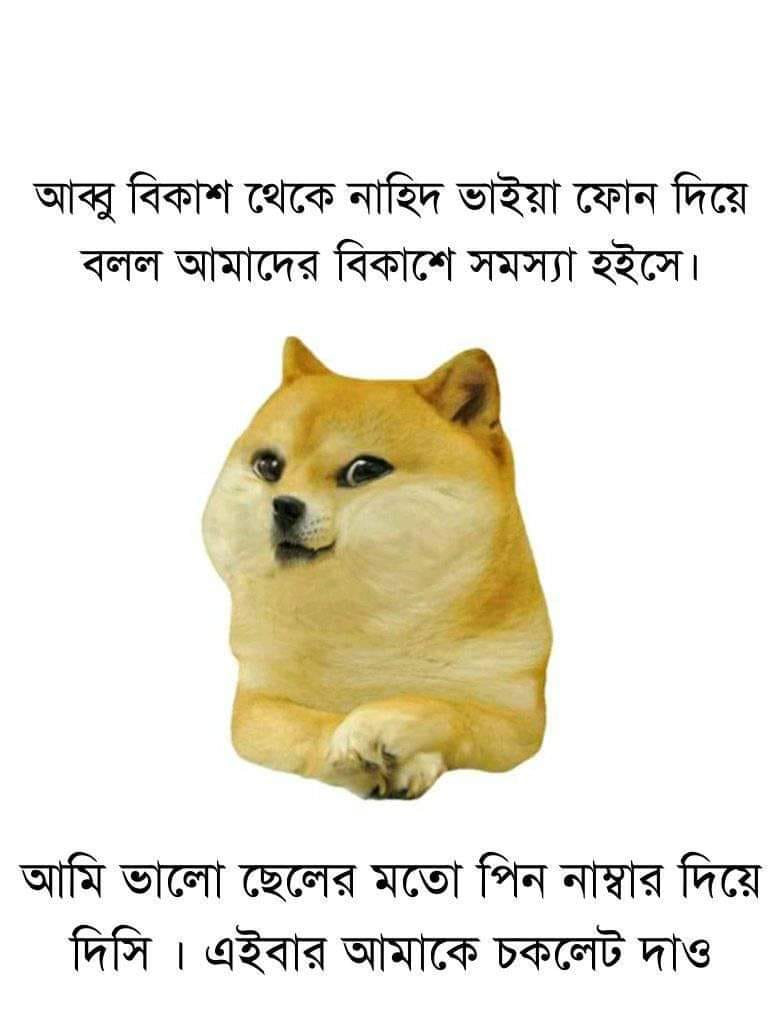 আব্বু বিকাশ থেকে নাহিদ ভাইয়া ফোন দিয়ে
বলল আমাদের বিকাশে সমস্যা হইসে।
আমি ভালো ছেলের মতো পিন নাম্বার দিয়ে
দিসি । এইবার আমাকে চকলেট দাও